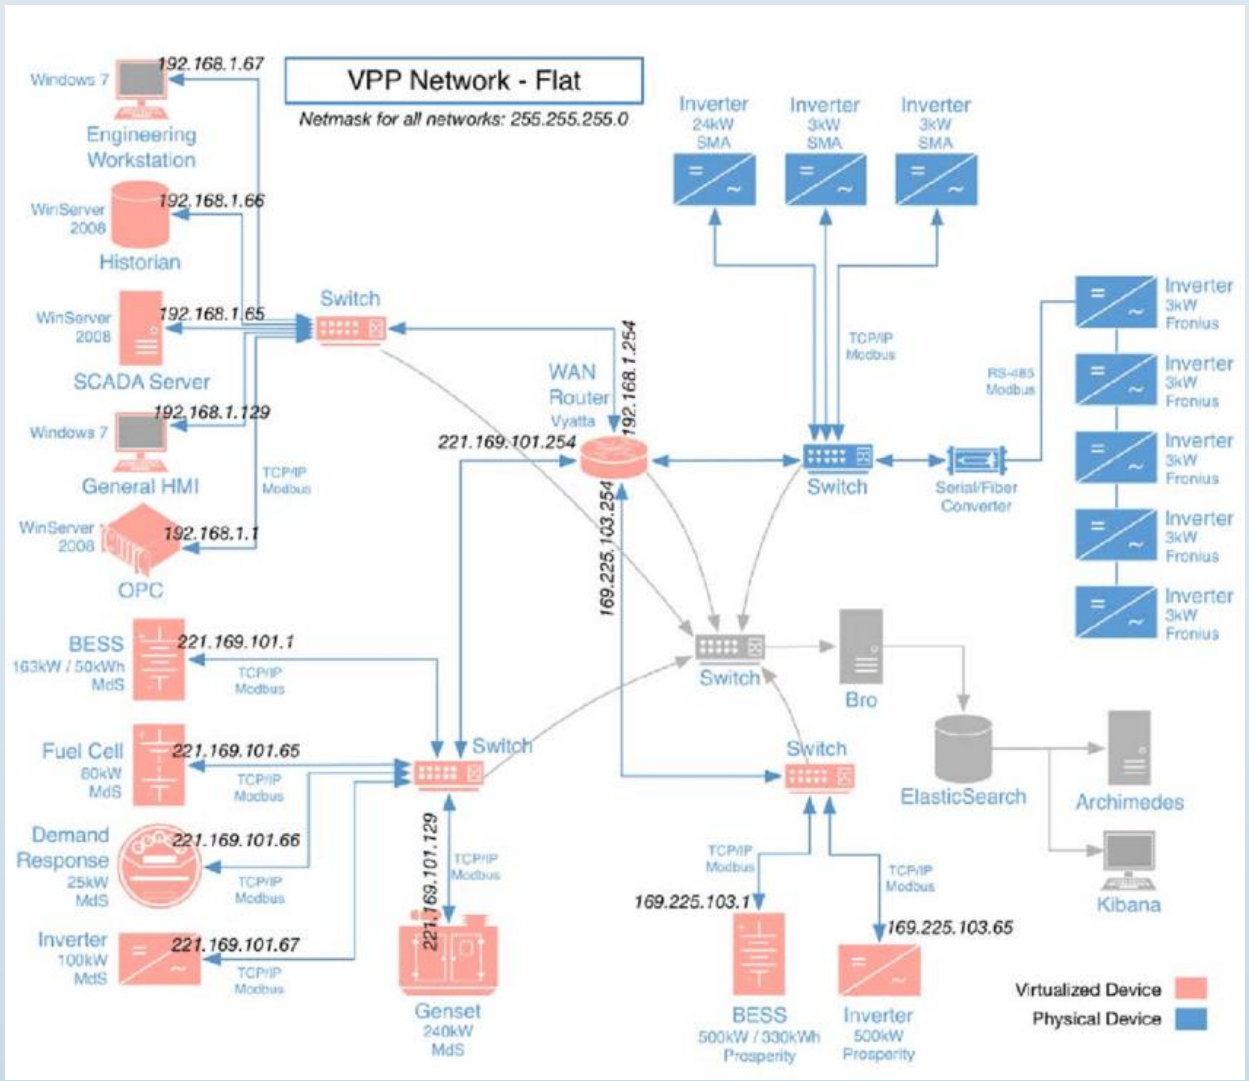 VPP Network - Flat
Netmask for all networks: 255.255.255.0
192.168.1.67
Windows 7
Engineering
Workstation
192.168.1.66
WinServer
2008
Historian
192.168.1.65
WinServer
2008
SCADA Server
192.168.1.129
Windows 7
General HMI
TCP/IP
Modbus
WinServer
2008
192.168.1.1
OPC
Switch
WAN
Router
Vyatta
192.168.1.254
221.169.101.254
169.225.103.254
Inverter
24kW
SMA
Inverter
3kW
SMA
Inverter
3kW
SMA
TCP/IP
Modbus
Switch
RS-485
Modbus
Serial/Fiber
Converter
Inverter
3kW
Fronius
Inverter
3kW
Fronius
Inverter
3kW
Fronius
Inverter
3kW
Fronius
Inverter
3kW
Fronius
BESS
163kW / 50kWh
MdS
221.169.101.1
TCP/IP
Modbus
Fuel Cell
60kW
MdS
221.169.101.65
TCP/IP
Modbus
Demand
Response
25kW
MdS
221.169.101.66
TCP/IP
Modbus
Inverter
100kW
MdS
221.169.101.67
TCP/IP
Modbus
Switch
221.169.101.129
TCP/IP
Modbus
Genset
240kW
MdS
Switch
Bro
Switch
ElasticSearch
Archimedes
Kibana
TCP/IP
Modbus
TCP/IP
Modbus
169.225.103.1
169.225.103.65
BESS
500kW / 330kWh
Prosperity
Inverter
500kW
Prosperity
Virtualized Device
Physical Device